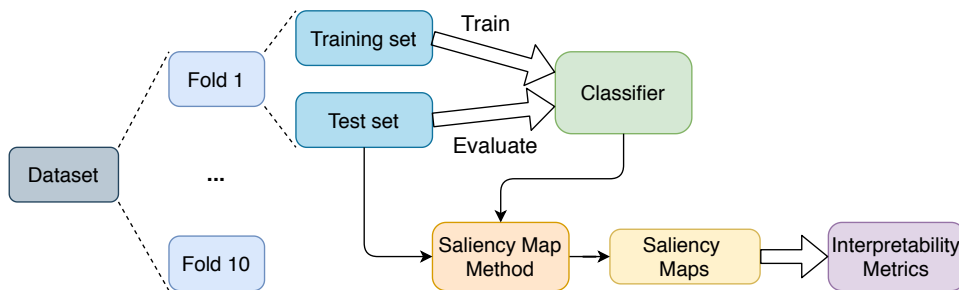 Dataset
Fold 1
...
Fold 10
Training set
Test set
Train
Evaluate
Classifier
Saliency Map
Method
Saliency
Maps
Interpretability
Metrics